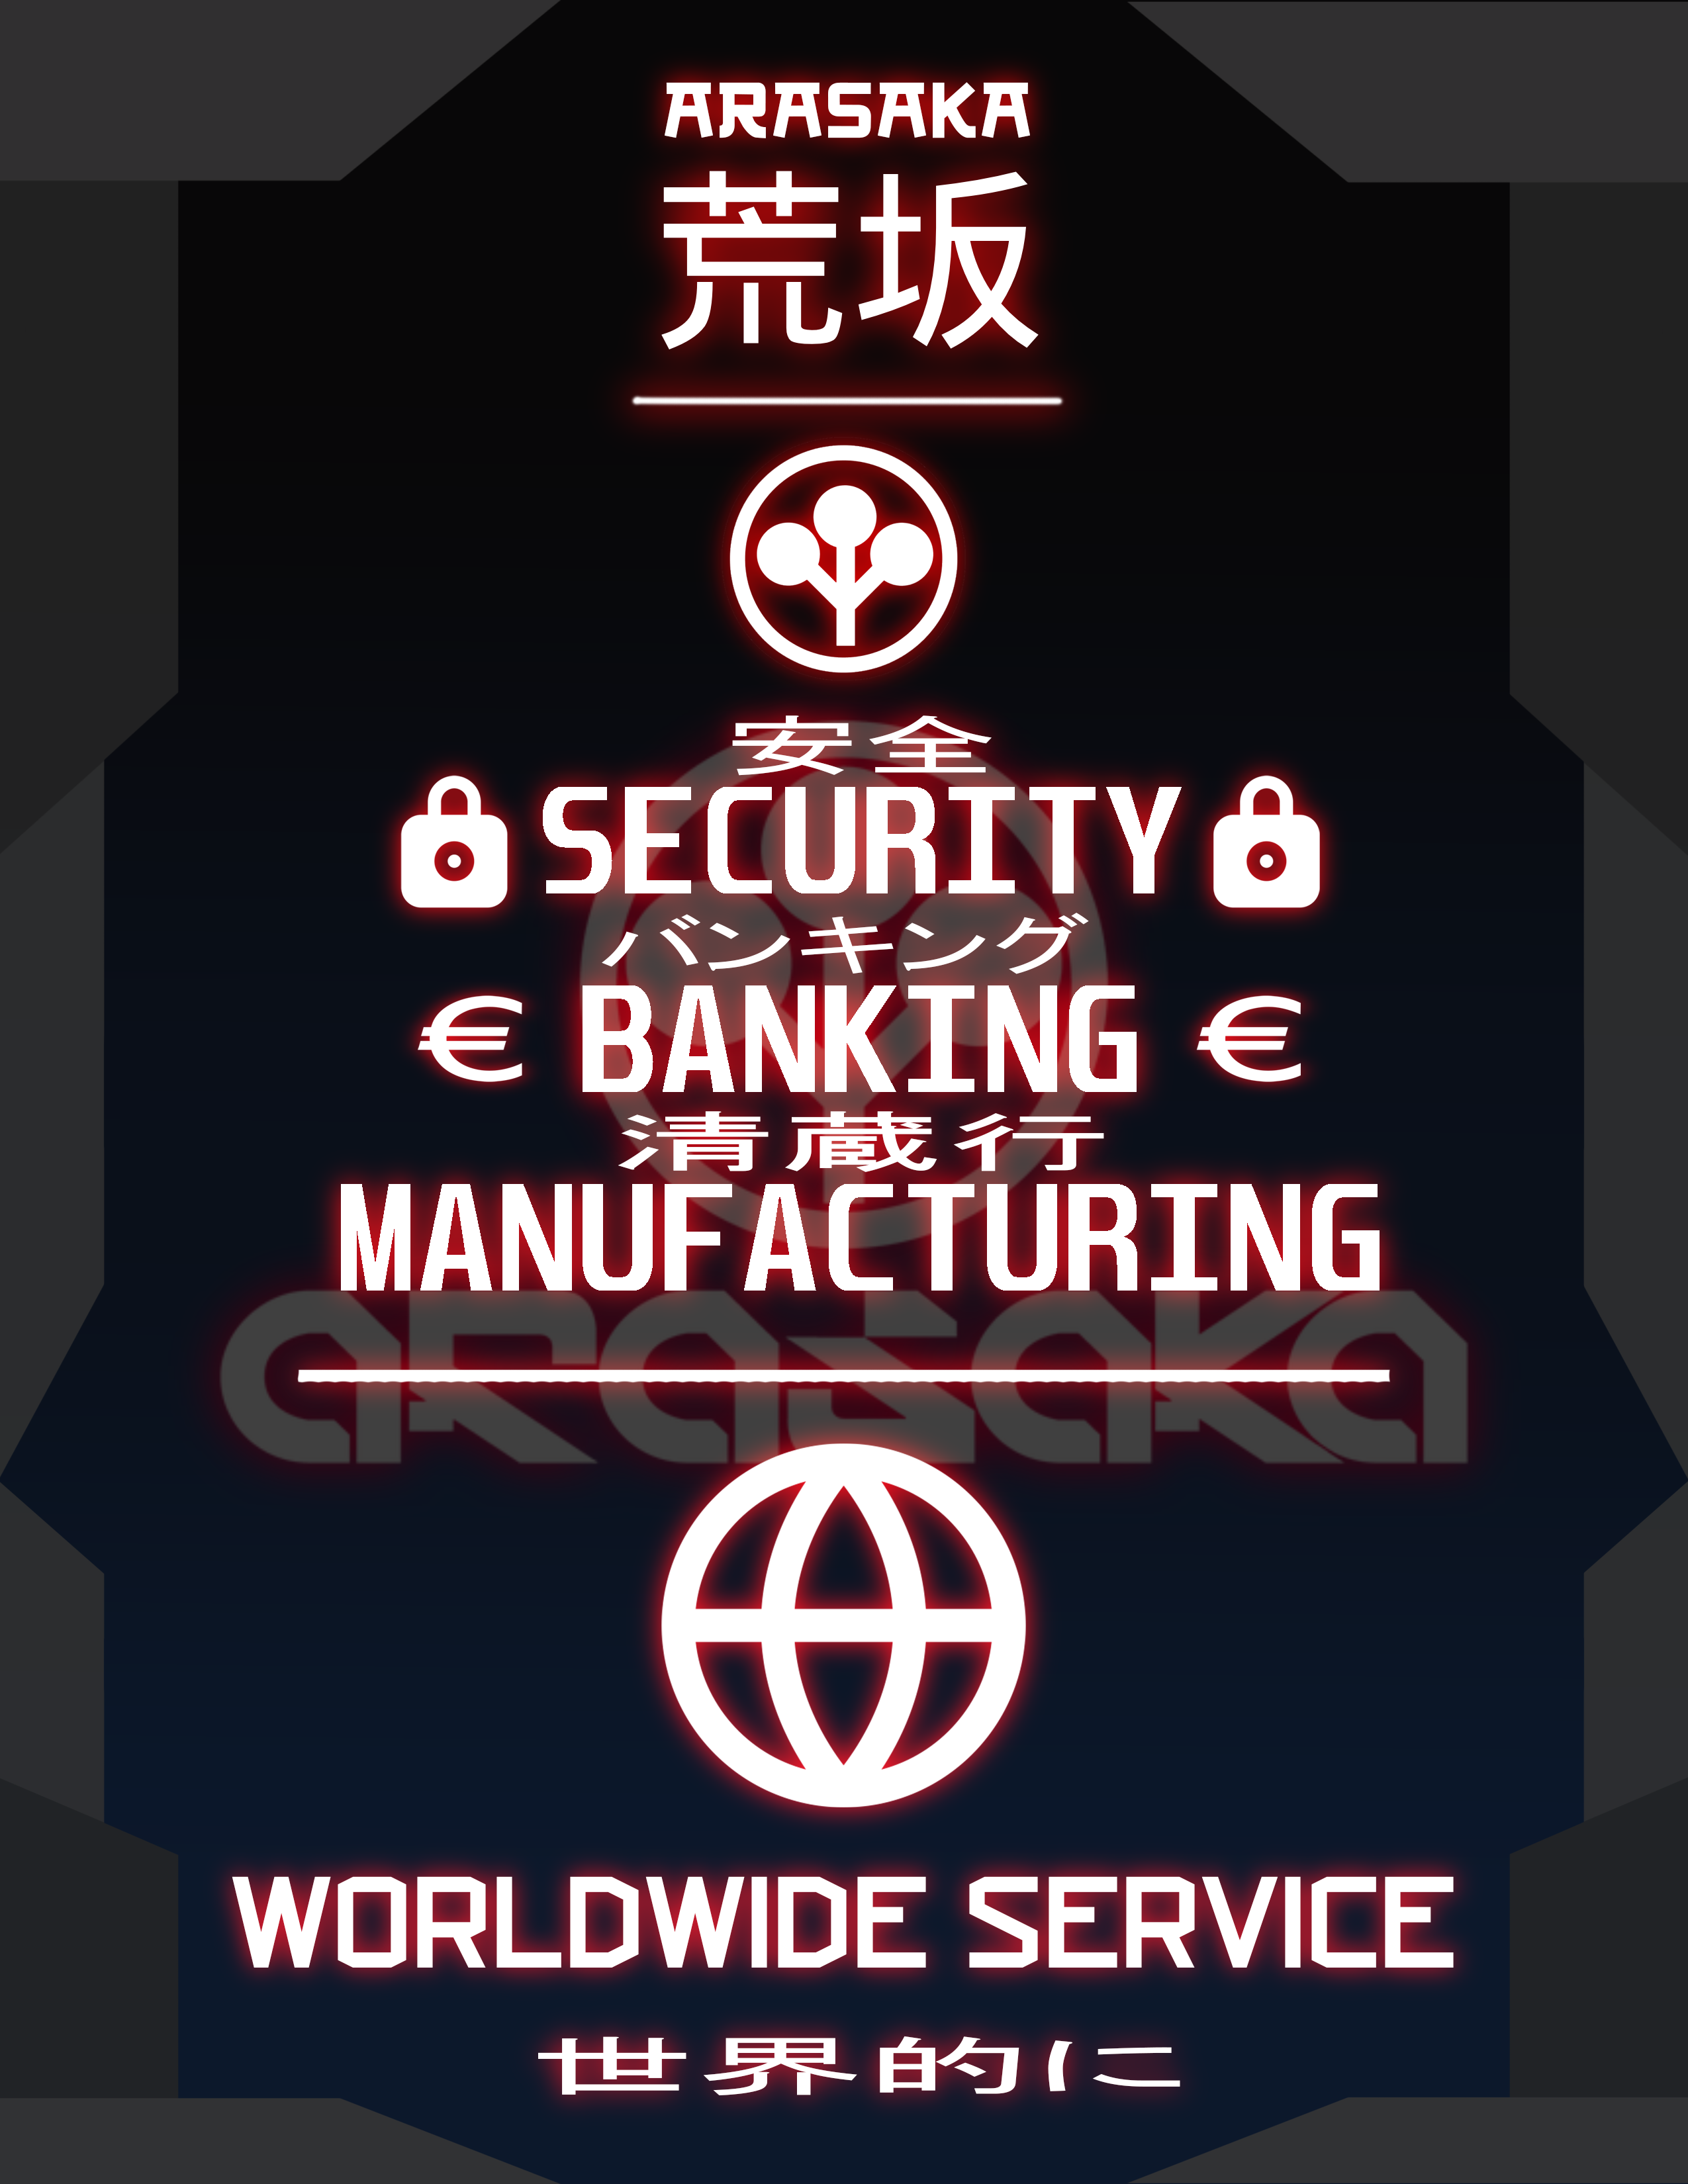 ARASAKA
荒坂
安全
SECURITY
バンキング
€ BANKING €
清蔵行
MANUFACTURING
arasaka
WORLDWIDE SERVICE
世界的に